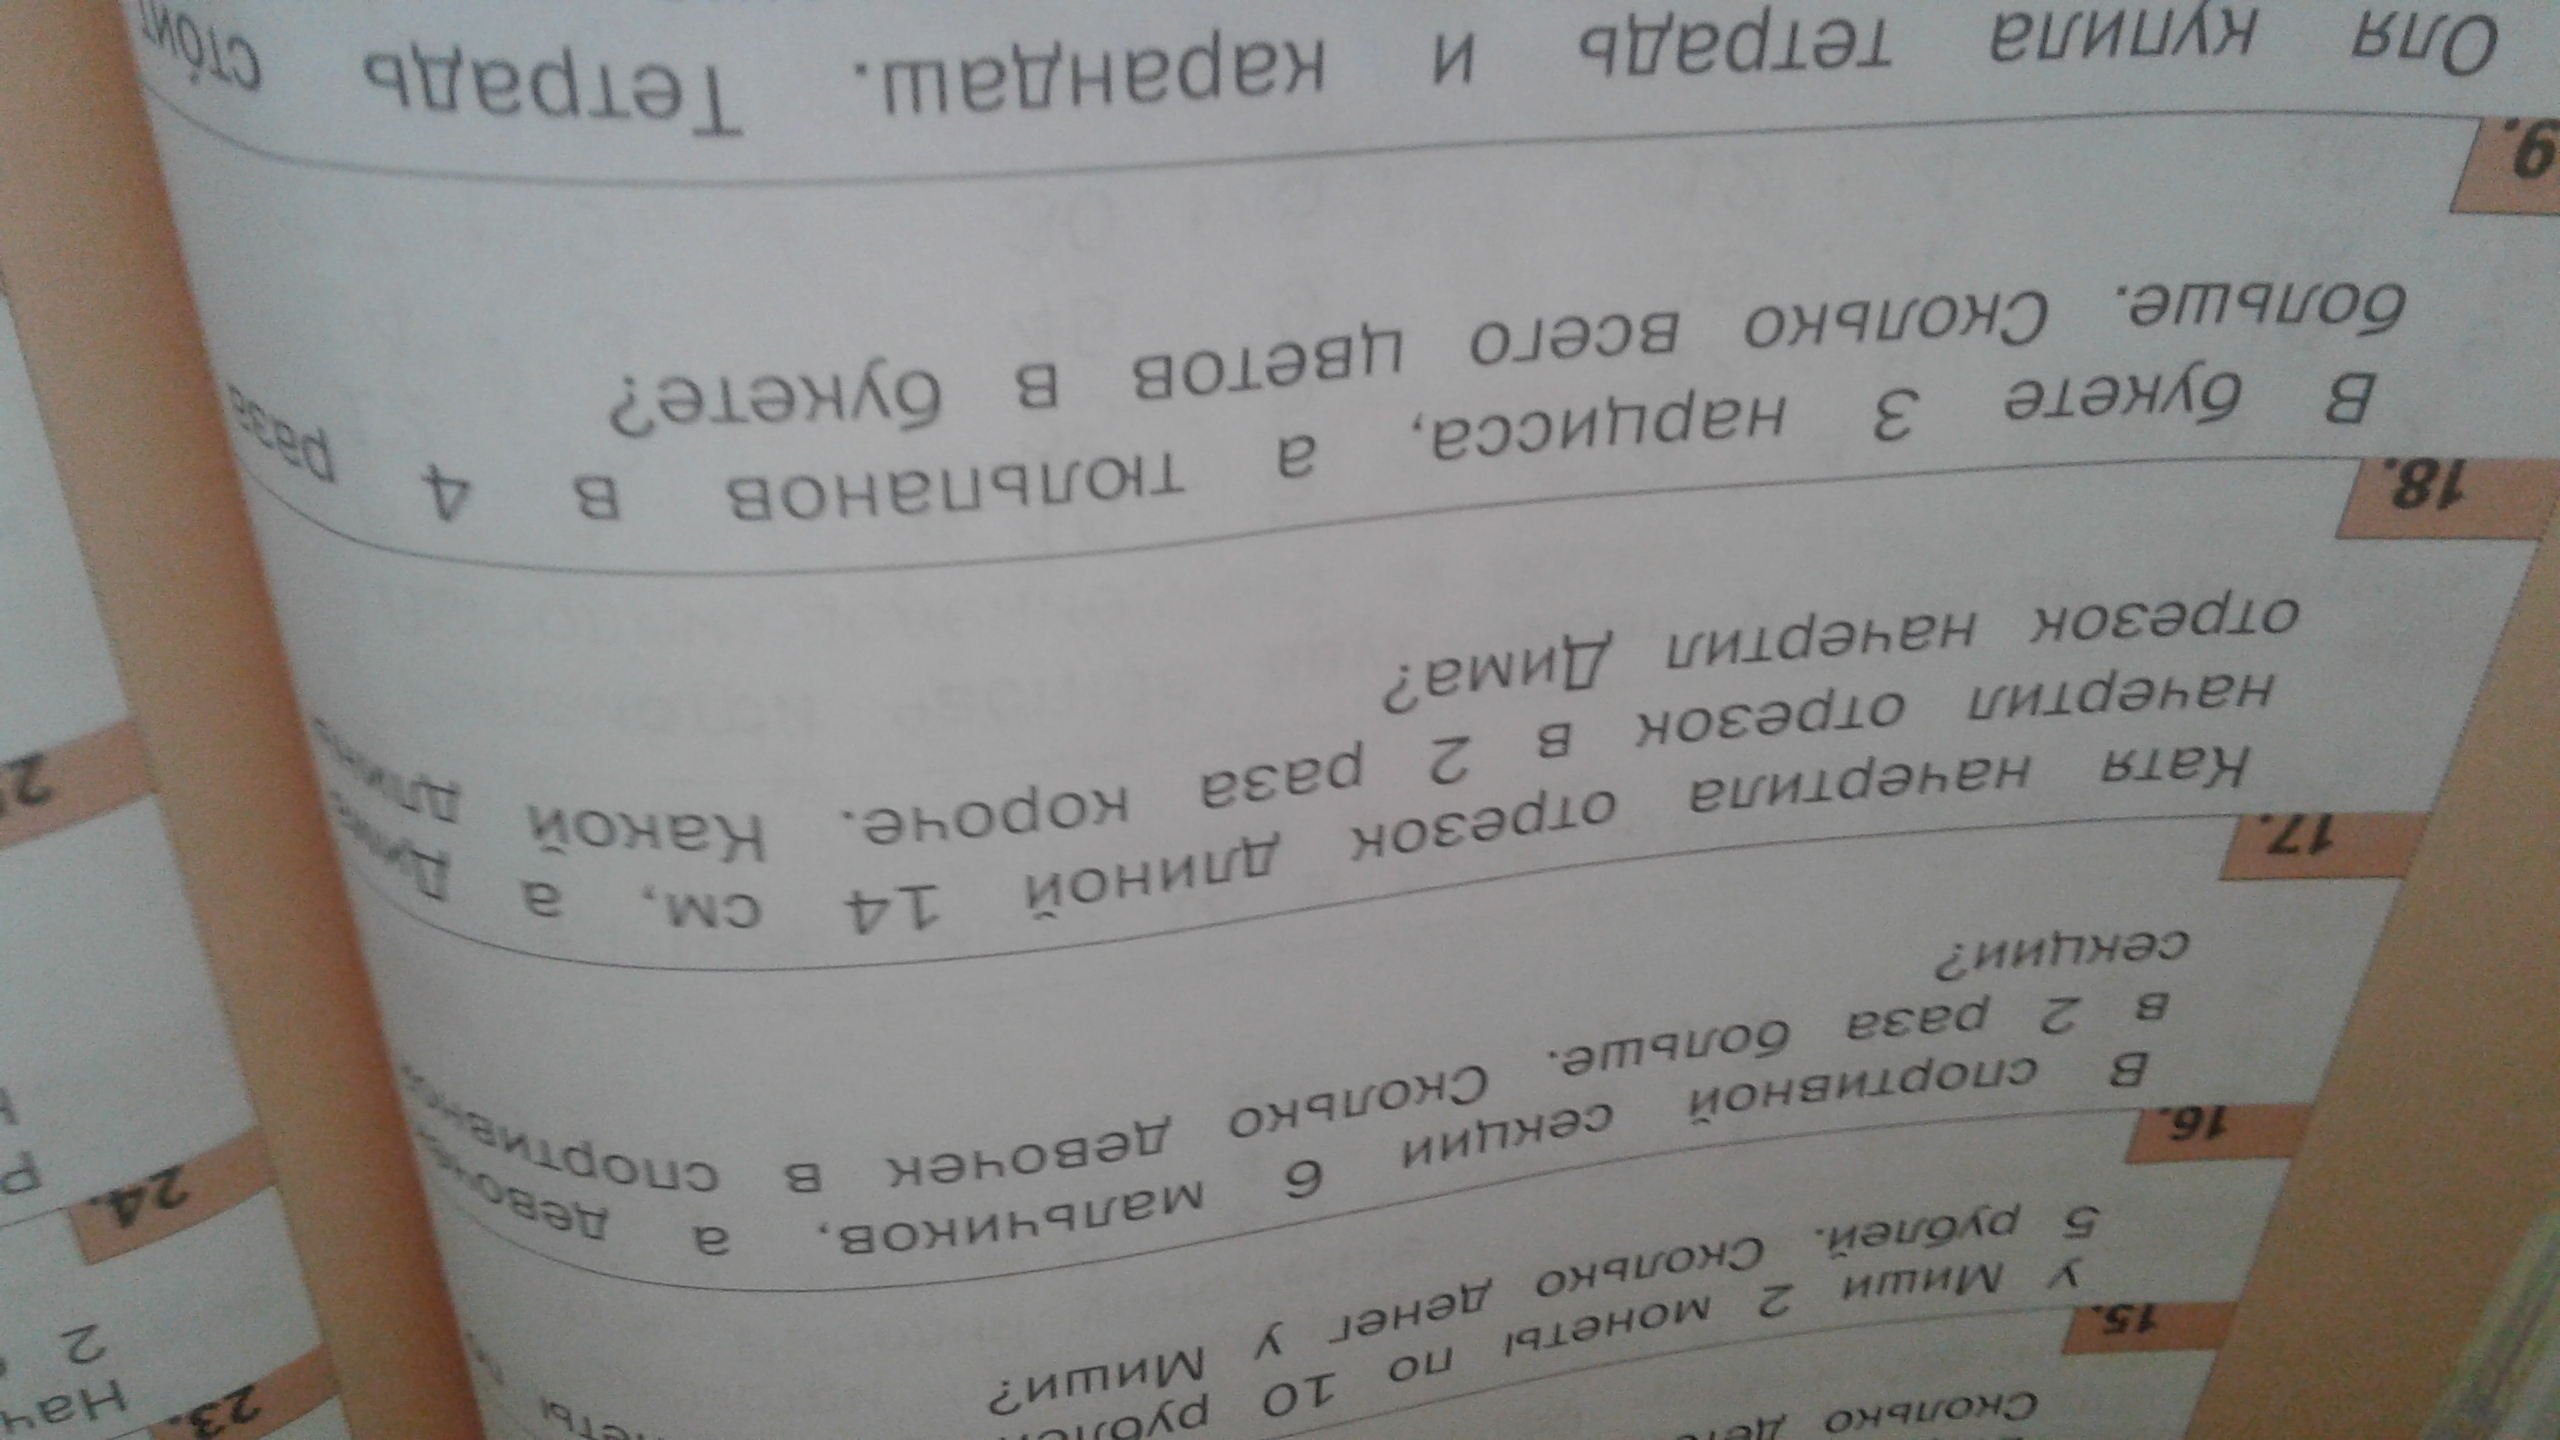 Сколько
15.
У Миши 2 монеты по 10
5 рублей. Сколько денег у Миши?
16.
В спортивной секции 6 мальчиков, а
в 2 раза больше. Сколько девочек в
секции?
17.
Катя начертила отрезок длиной 14 см, а
начертил отрезок в 2 раза короче. Какой
отрезок начертил Дима?
18.
В букете 3 нарцисса, а тюльпанов в 4
больше. Сколько всего цветов в букете?
9.
Оля купила тетрадь и карандаш. Тетрадь
23.
2
24.